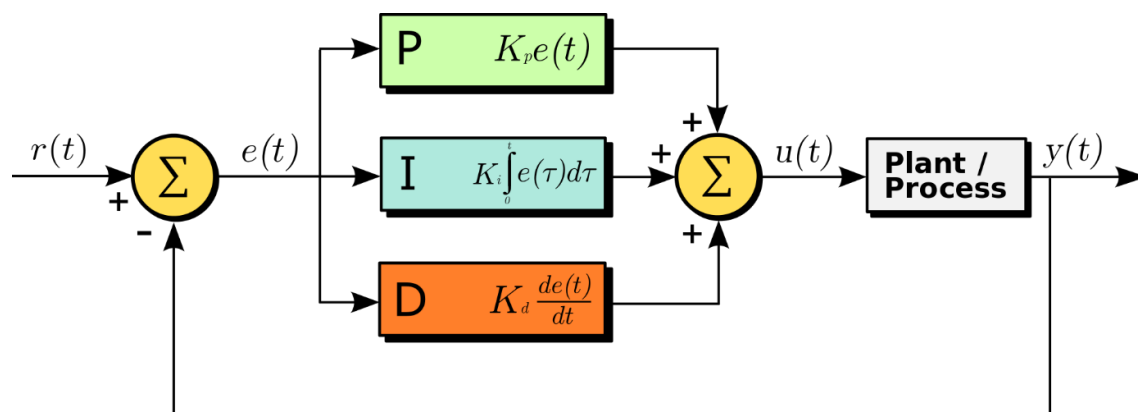 r(t)
+
-
Σ
e(t)
P K_p e(t)
I K_i ∫_0^t e(τ)dτ
D K_d de(t)/dt
+
+
+
Σ
u(t)
Plant /
Process
y(t)